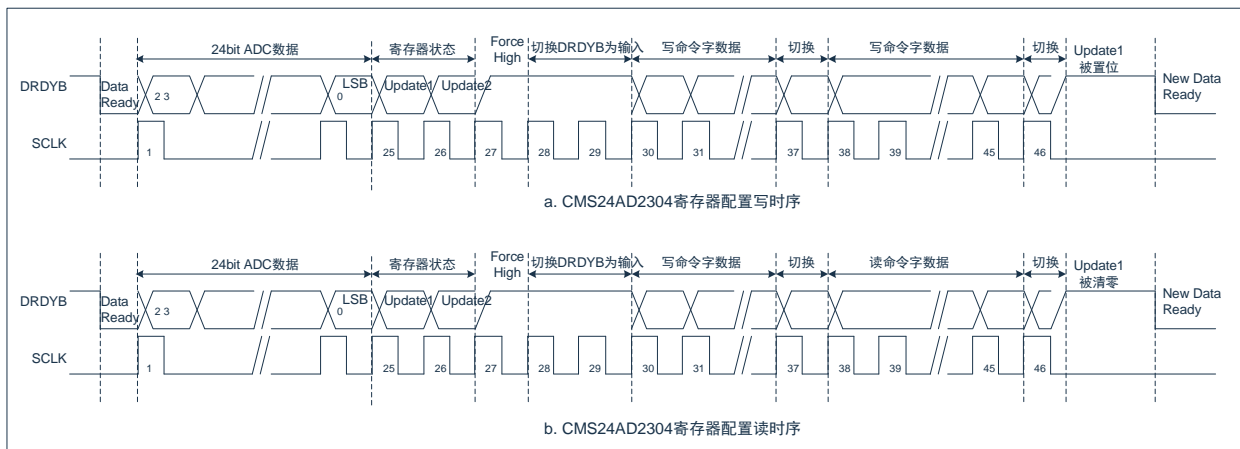 24bit ADC数据 寄存器状态 Force High 切换DRDYB为输入 写命令字数据 切换 写命令字数据 切换 Update1 被置位
DRDYB Data Ready 2 3 LSB 0 Update1 Update2 New Data Ready
SCLK 1 25 26 27 28 29 30 31 37 38 39 45 46
a. CMS24AD2304寄存器配置写时序
24bit ADC数据 寄存器状态 Force High 切换DRDYB为输入 写命令字数据 切换 读命令字数据 切换 Update1 被清零
DRDYB Data Ready 2 3 LSB 0 Update1 Update2 New Data Ready
SCLK 1 25 26 27 28 29 30 31 37 38 39 45 46
b. CMS24AD2304寄存器配置读时序